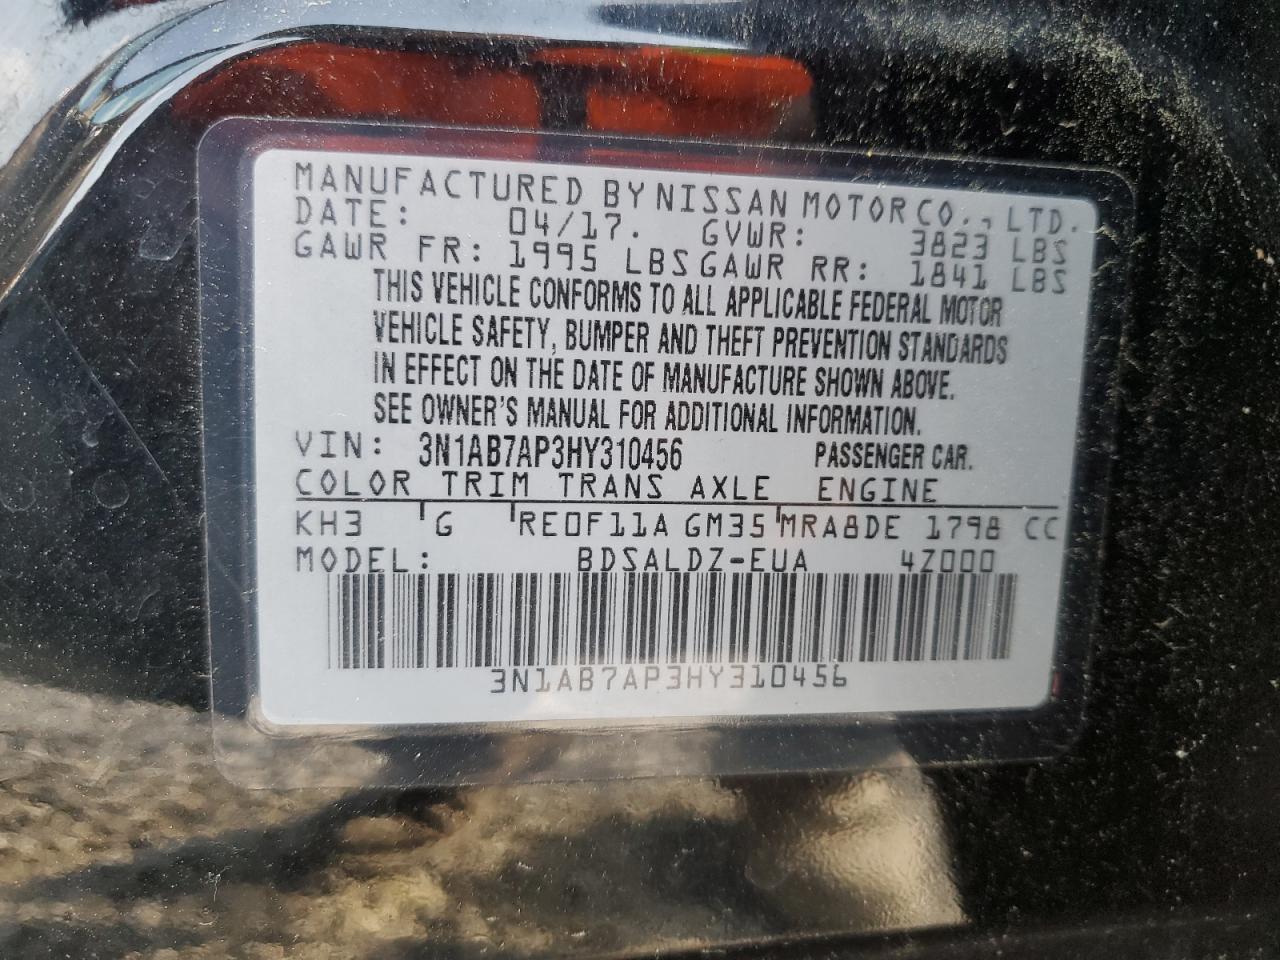 MANUFACTURED BY NISSAN MOTOR CO., LTD.
DATE: 04/17. GVWR: 3823 LBS
GAWR FR: 1995 LBS GAWR RR: 1841 LBS
THIS VEHICLE CONFORMS TO ALL APPLICABLE FEDERAL MOTOR
VEHICLE SAFETY, BUMPER AND THEFT PREVENTION STANDARDS
IN EFFECT ON THE DATE OF MANUFACTURE SHOWN ABOVE.
SEE OWNER'S MANUAL FOR ADDITIONAL INFORMATION.
VIN: 3N1AB7AP3HY310456 PASSENGER CAR.
COLOR TRIM TRANS AXLE ENGINE
KH3 G RE0F11A GM35 MRA8DE 1798 CC
MODEL: BDSALDZ-EUA 4Z000
3N1AB7AP3HY310456